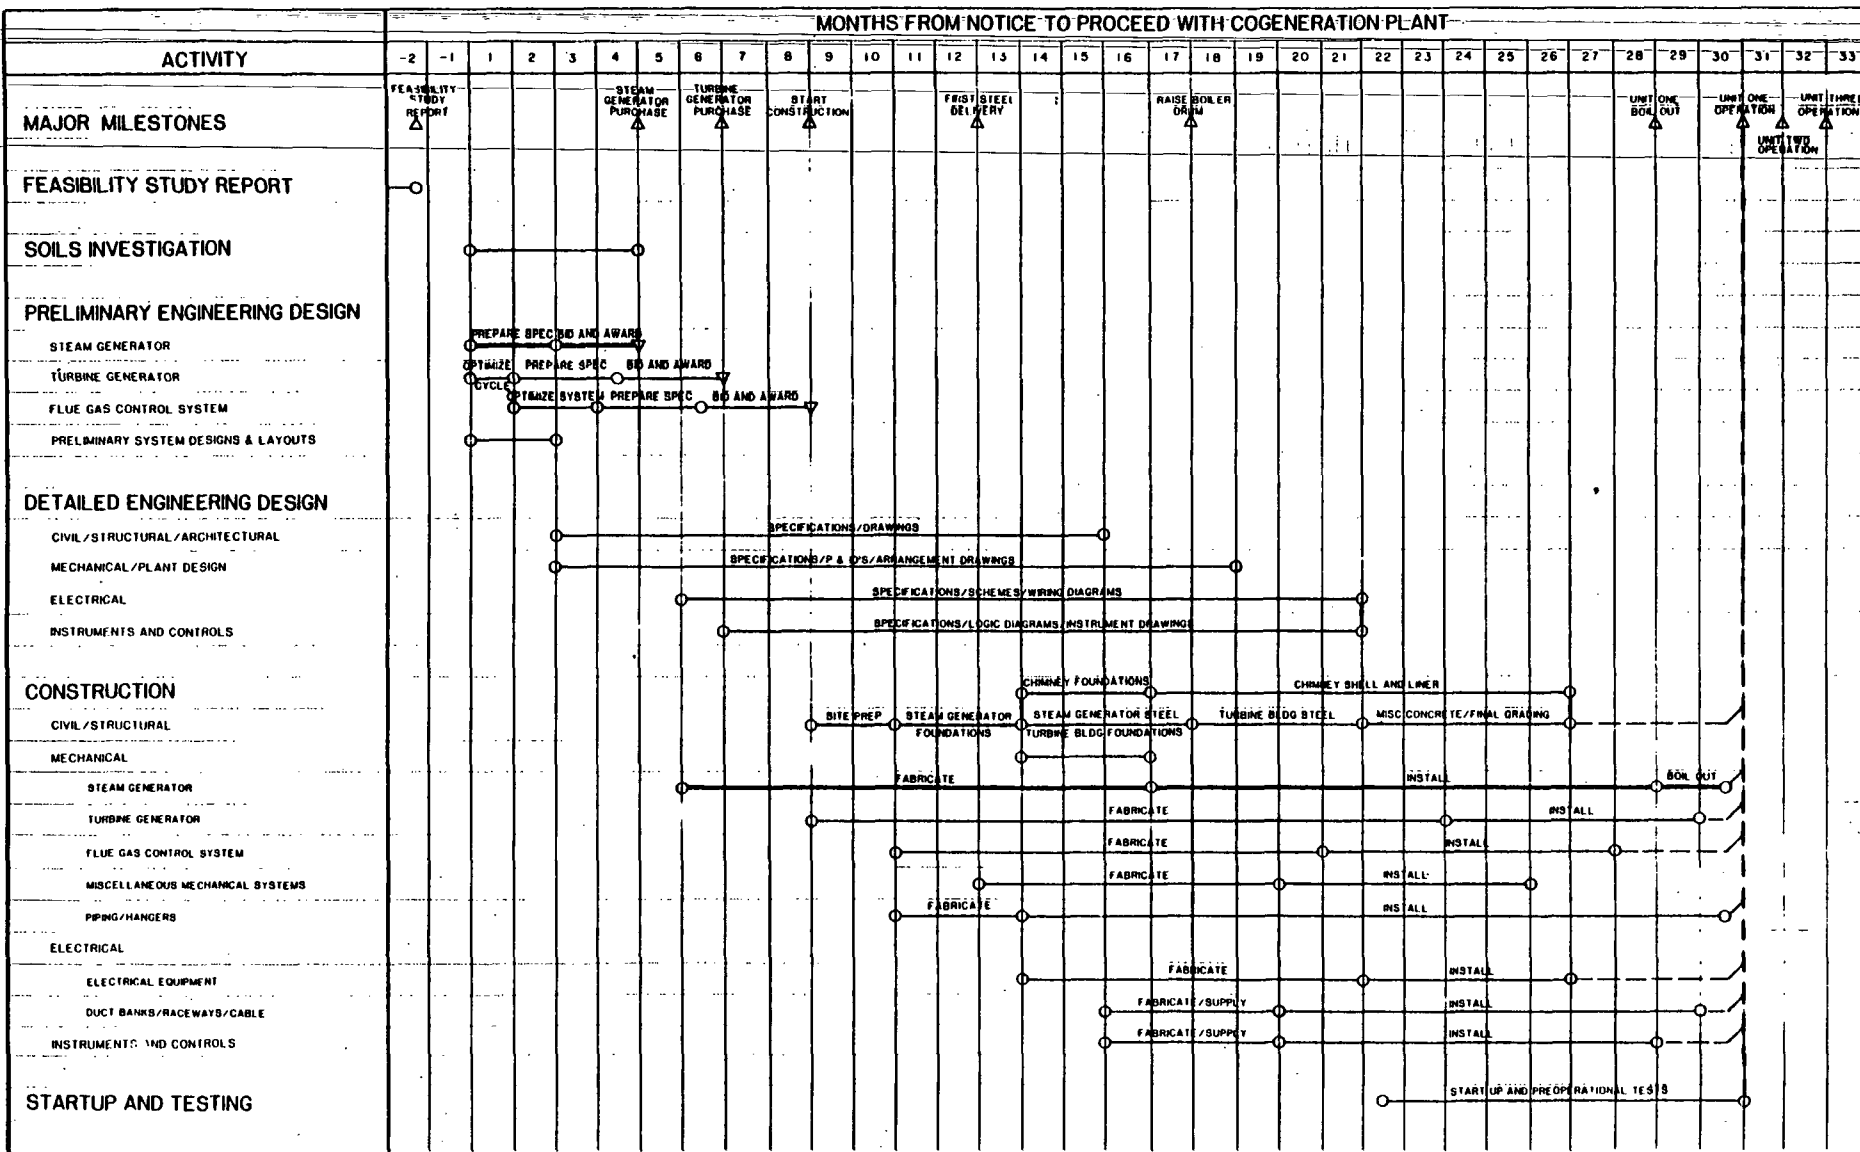 MONTHS FROM NOTICE TO PROCEED WITH COGENERATION PLANT
ACTIVITY -2 -1 1 2 3 4 5 6 7 8 9 10 11 12 13 14 15 16 17 18 19 20 21 22 23 24 25 26 27 28 29 30 31 32 33
MAJOR MILESTONES
FEASIBILITY
STUDY
REPORT
STEAM
GENERATOR
PURCHASE
TURBINE
GENERATOR
PURCHASE
START
CONSTRUCTION
FIRST STEEL
DELIVERY
RAISE BOILER
DRUM
UNIT ONE
BOIL OUT
UNIT ONE
OPERATION
UNIT TWO
OPERATION
UNIT THREE
OPERATION
FEASIBILITY STUDY REPORT
SOILS INVESTIGATION
PRELIMINARY ENGINEERING DESIGN
STEAM GENERATOR PREPARE SPEC BID AND AWARD
TURBINE GENERATOR OPTIMIZE CYCLE PREPARE SPEC BID AND AWARD
FLUE GAS CONTROL SYSTEM OPTIMIZE SYSTEM PREPARE SPEC BID AND AWARD
PRELIMINARY SYSTEM DESIGNS & LAYOUTS
DETAILED ENGINEERING DESIGN
CIVIL/STRUCTURAL/ARCHITECTURAL SPECIFICATIONS/DRAWINGS
MECHANICAL/PLANT DESIGN SPECIFICATIONS/P & ID'S/ARRANGEMENT DRAWINGS
ELECTRICAL SPECIFICATIONS/SCHEMES/WIRING DIAGRAMS
INSTRUMENTS AND CONTROLS SPECIFICATIONS/LOGIC DIAGRAMS/INSTRUMENT DRAWINGS
CONSTRUCTION CHIMNEY FOUNDATIONS CHIMNEY SHELL AND LINER
CIVIL/STRUCTURAL SITE PREP STEAM GENERATOR FOUNDATIONS STEAM GENERATOR STEEL TURBINE BLDG STEEL MISC CONCRETE/FINAL GRADING
TURBINE BLDG FOUNDATIONS
MECHANICAL
STEAM GENERATOR FABRICATE INSTALL BOIL OUT
TURBINE GENERATOR FABRICATE INSTALL
FLUE GAS CONTROL SYSTEM FABRICATE INSTALL
MISCELLANEOUS MECHANICAL SYSTEMS FABRICATE INSTALL
PIPING/HANGERS FABRICATE INSTALL
ELECTRICAL
ELECTRICAL EQUIPMENT FABRICATE INSTALL
DUCT BANKS/RACEWAYS/CABLE FABRICATE/SUPPLY INSTALL
INSTRUMENTS AND CONTROLS FABRICATE/SUPPLY INSTALL
STARTUP AND TESTING START UP AND PREOPERATIONAL TESTS